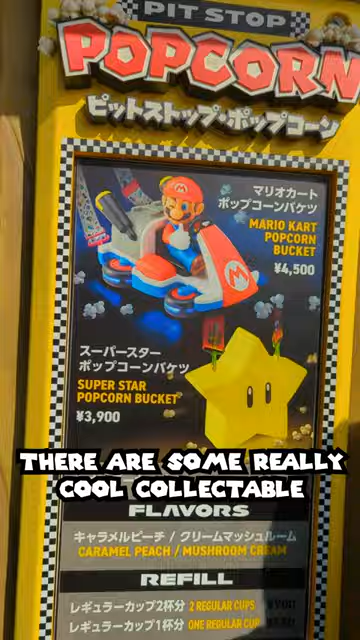 PIT STOP
POPCORN
ピットストップ・ポップコーン
マリオカート
ポップコーンバケツ
MARIO KART
POPCORN
BUCKET
¥4,500
M
M
スーパースター
ポップコーンバケツ
SUPER STAR
POPCORN BUCKET
¥3,900
THERE ARE SOME REALLY
COOL COLLECTABLE
FLAVORS
キャラメルピーチ / クリームマッシュルーム
CARAMEL PEACH / MUSHROOM CREAM
REFILL
レギュラーカップ2杯分 2 REGULAR CUPS
レギュラーカップ1杯分 ONE REGULAR CUP